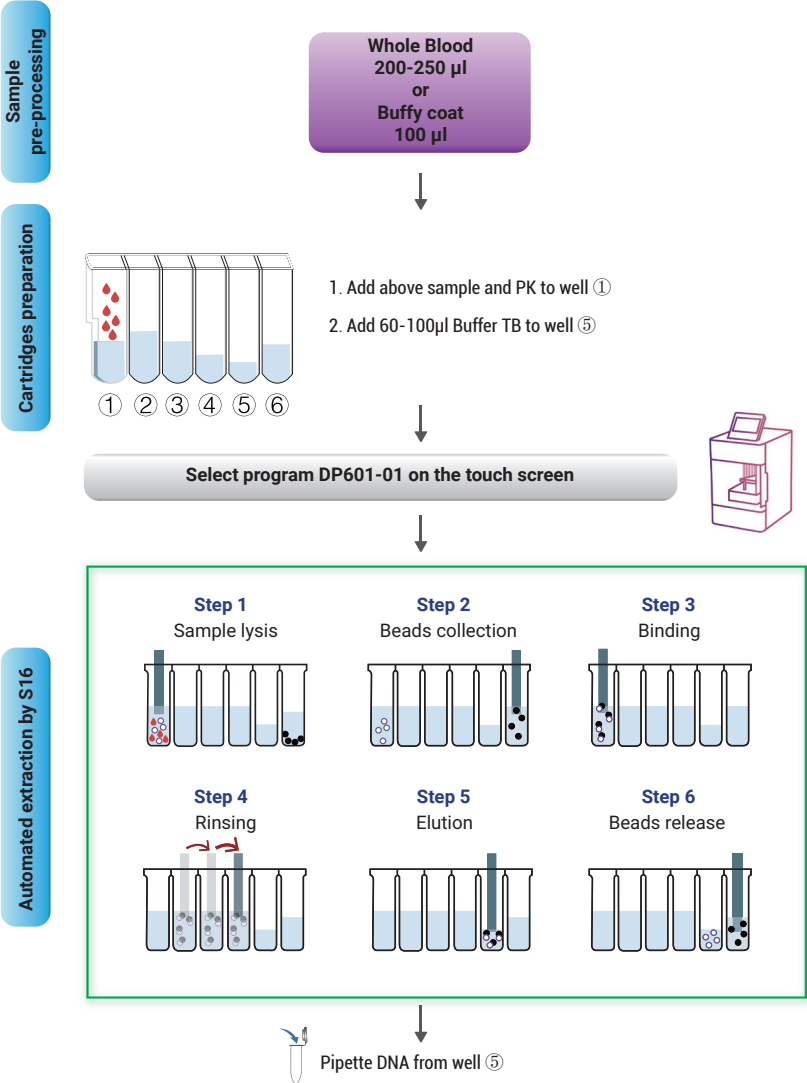 Sample
pre-processing
Whole Blood
200-250 µl
or
Buffy coat
100 µl
Cartridges preparation
1. Add above sample and PK to well ①
2. Add 60-100µl Buffer TB to well ⑤
① ② ③ ④ ⑤ ⑥
Select program DP601-01 on the touch screen
Automated extraction by S16
Step 1
Sample lysis
Step 2
Beads collection
Step 3
Binding
Step 4
Rinsing
Step 5
Elution
Step 6
Beads release
Pipette DNA from well ⑤